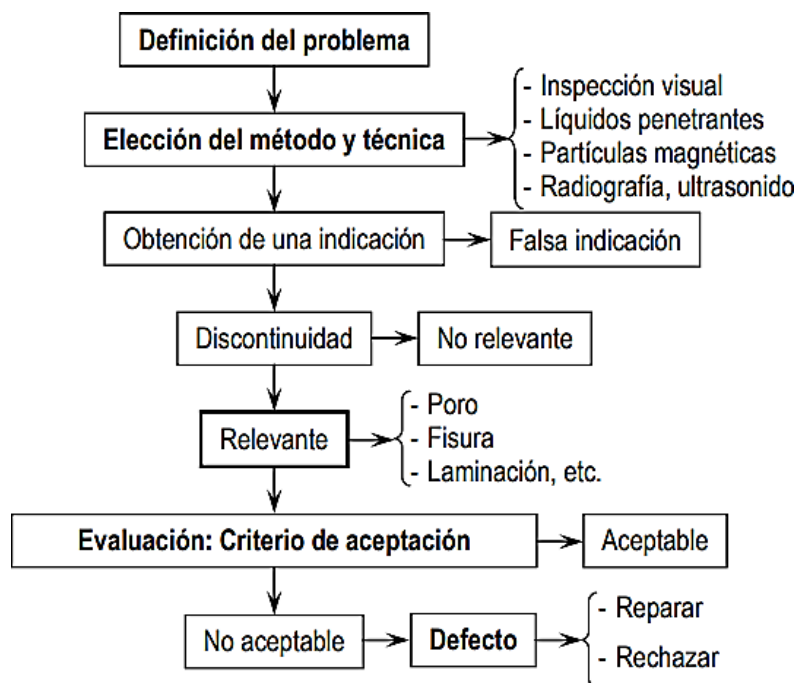 Definición del problema
Elección del método y técnica
- Inspección visual
- Líquidos penetrantes
- Partículas magnéticas
- Radiografía, ultrasonido
Obtención de una indicación
Falsa indicación
Discontinuidad
No relevante
Relevante
- Poro
- Fisura
- Laminación, etc.
Evaluación: Criterio de aceptación
Aceptable
No aceptable
Defecto
- Reparar
- Rechazar